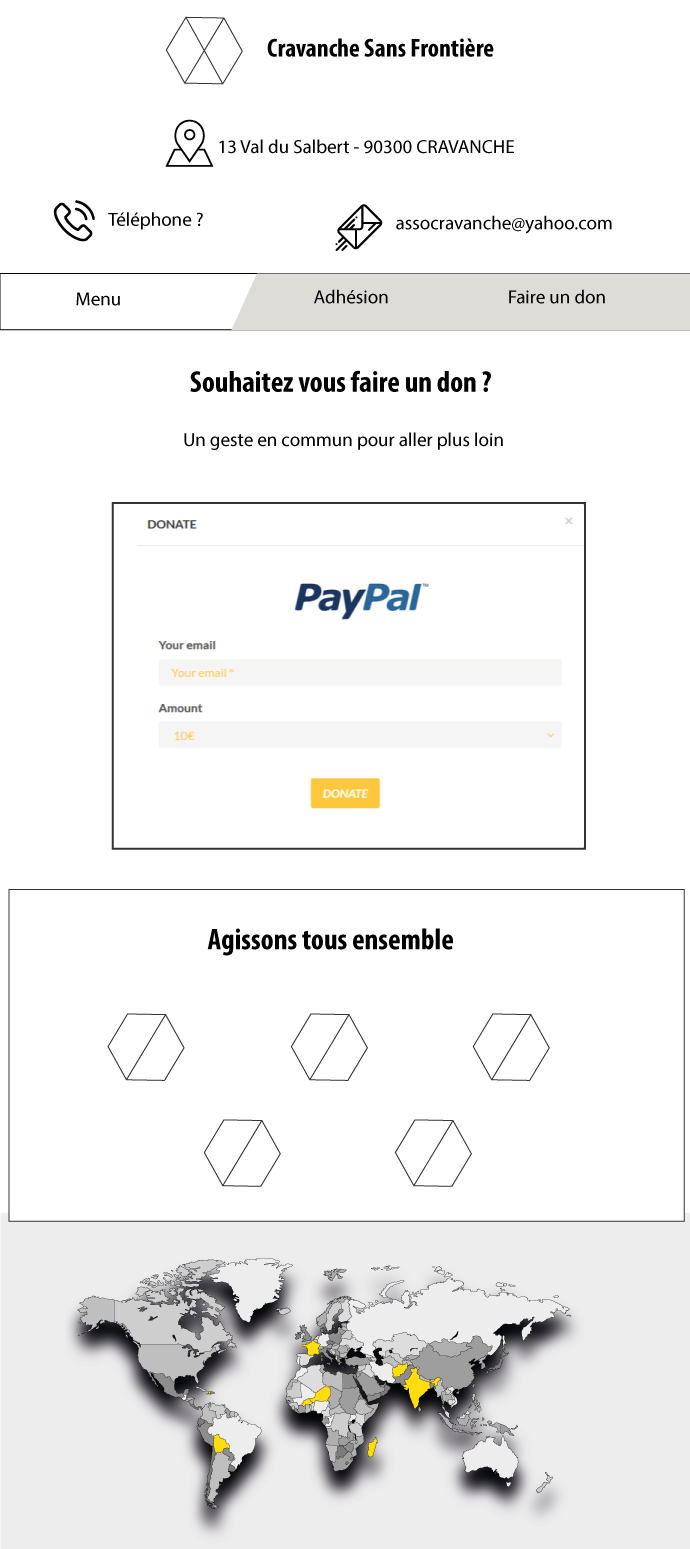 Cravanche Sans Frontière
13 Val du Salbert - 90300 CRAVANCHE
Téléphone ?
assocravanche@yahoo.com
Menu
Adhésion
Faire un don
Souhaitez vous faire un don ?
Un geste en commun pour aller plus loin
DONATE
×
PayPal™
Your email
Your email *
Amount
10€
DONATE
Agissons tous ensemble